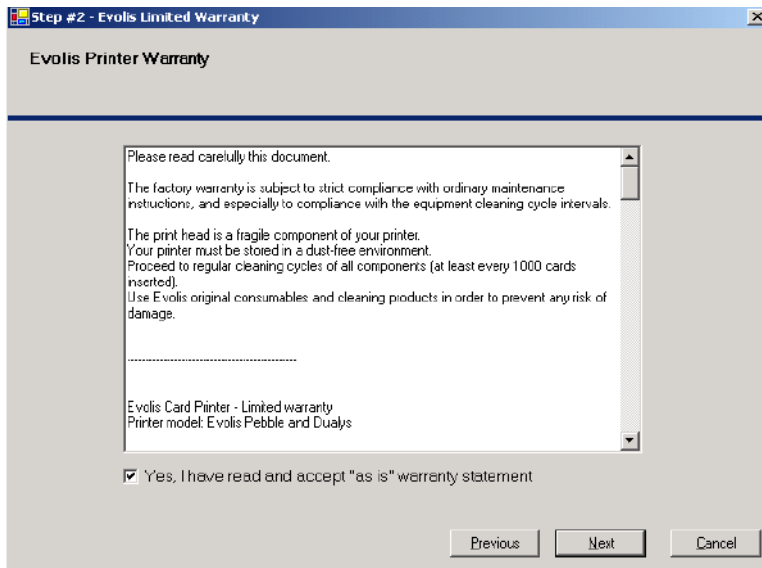 Step #2 - Evolis Limited Warranty
Evolis Printer Warranty
Please read carefully this document.
The factory warranty is subject to strict compliance with ordinary maintenance
instructions, and especially to compliance with the equipment cleaning cycle intervals.
The print head is a fragile component of your printer.
Your printer must be stored in a dust-free environment.
Proceed to regular cleaning cycles of all components (at least every 1000 cards
inserted).
Use Evolis original consumables and cleaning products in order to prevent any risk of
damage.
---------------------------------------------
Evolis Card Printer - Limited warranty
Printer model: Evolis Pebble and Dualys
Yes, I have read and accept "as is" warranty statement
Previous Next Cancel